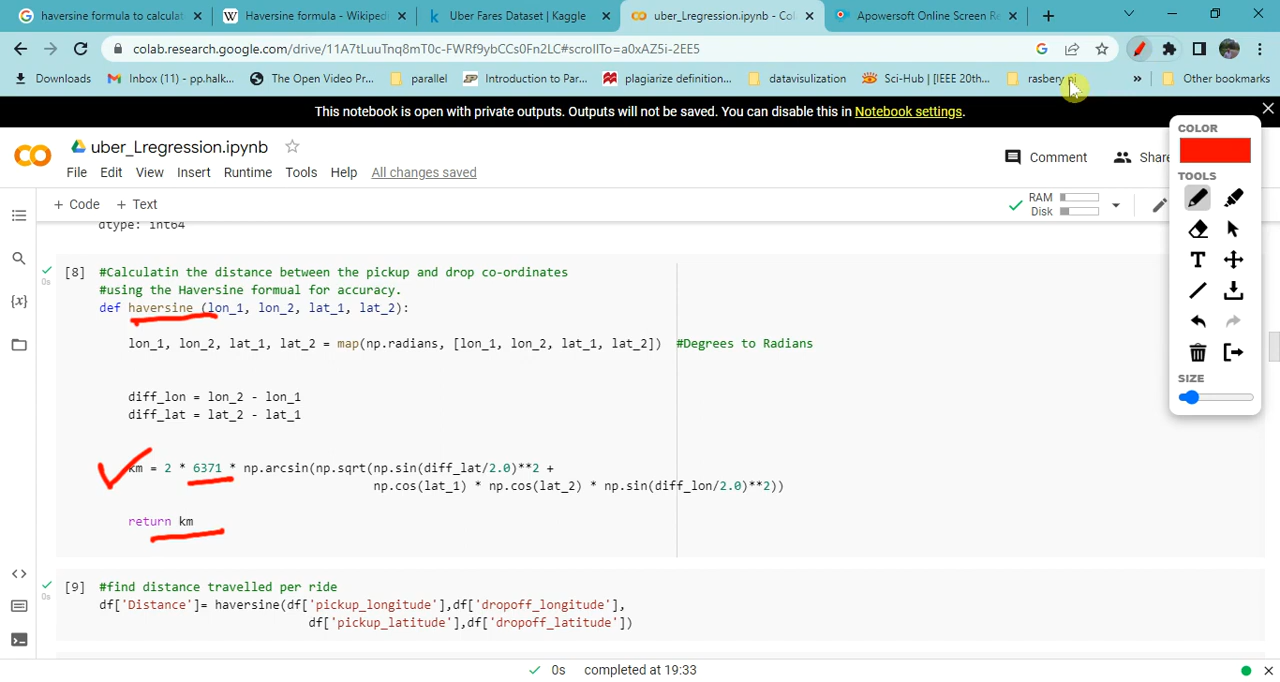 haversine formula to calculat
Haversine formula - Wikiped
Uber Fares Dataset | Kaggle
uber_Lregression.ipynb - Co
Apowersoft Online Screen Re
colab.research.google.com/drive/11A7tLuuTnq8mT0c-FWRf9ybCCs0Fn2LC#scrollTo=a0xAZ5i-2EE5
Downloads
Inbox (11) - pp.halk...
The Open Video Pr...
parallel
Introduction to Par...
plagiarize definition...
datavisulization
Sci-Hub | [IEEE 20th...
rasbery pi
»
Other bookmarks
This notebook is open with private outputs. Outputs will not be saved. You can disable this in Notebook settings.
CO
uber_Lregression.ipynb
Comment
Share
File Edit View Insert Runtime Tools Help All changes saved
+ Code + Text
RAM
Disk
COLOR
TOOLS
T
SIZE
dtype: int64
[8] #Calculatin the distance between the pickup and drop co-ordinates
#using the Haversine formual for accuracy.
def haversine (lon_1, lon_2, lat_1, lat_2):
lon_1, lon_2, lat_1, lat_2 = map(np.radians, [lon_1, lon_2, lat_1, lat_2]) #Degrees to Radians
diff_lon = lon_2 - lon_1
diff_lat = lat_2 - lat_1
km = 2 * 6371 * np.arcsin(np.sqrt(np.sin(diff_lat/2.0)**2 +
np.cos(lat_1) * np.cos(lat_2) * np.sin(diff_lon/2.0)**2))
return km
0s
[9] #find distance travelled per ride
df['Distance']= haversine(df['pickup_longitude'],df['dropoff_longitude'],
df['pickup_latitude'],df['dropoff_latitude'])
0s
{x}
<>
0s completed at 19:33